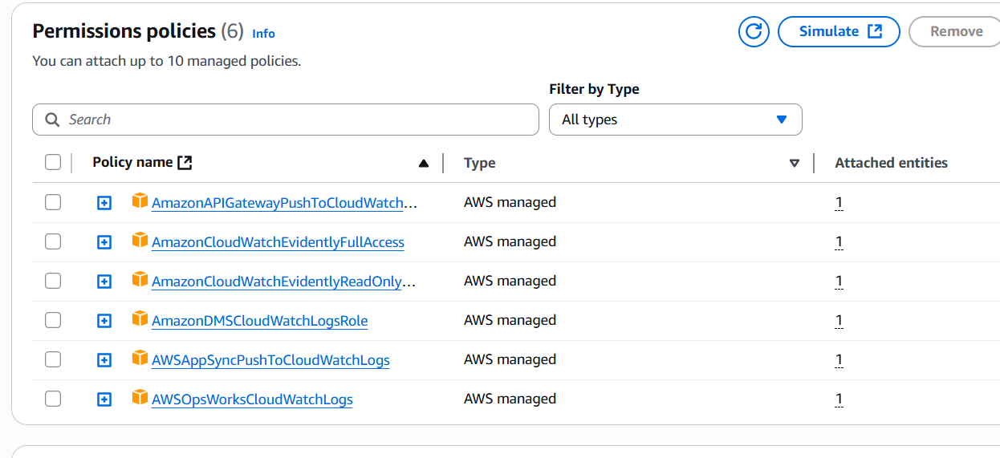 Permissions policies (6) Info
Simulate
Remove
You can attach up to 10 managed policies.
Filter by Type
Search
All types
Policy name Type Attached entities
AmazonAPIGatewayPushToCloudWatch... AWS managed 1
AmazonCloudWatchEvidentlyFullAccess AWS managed 1
AmazonCloudWatchEvidentlyReadOnly... AWS managed 1
AmazonDMSCloudWatchLogsRole AWS managed 1
AWSAppSyncPushToCloudWatchLogs AWS managed 1
AWSOpsWorksCloudWatchLogs AWS managed 1